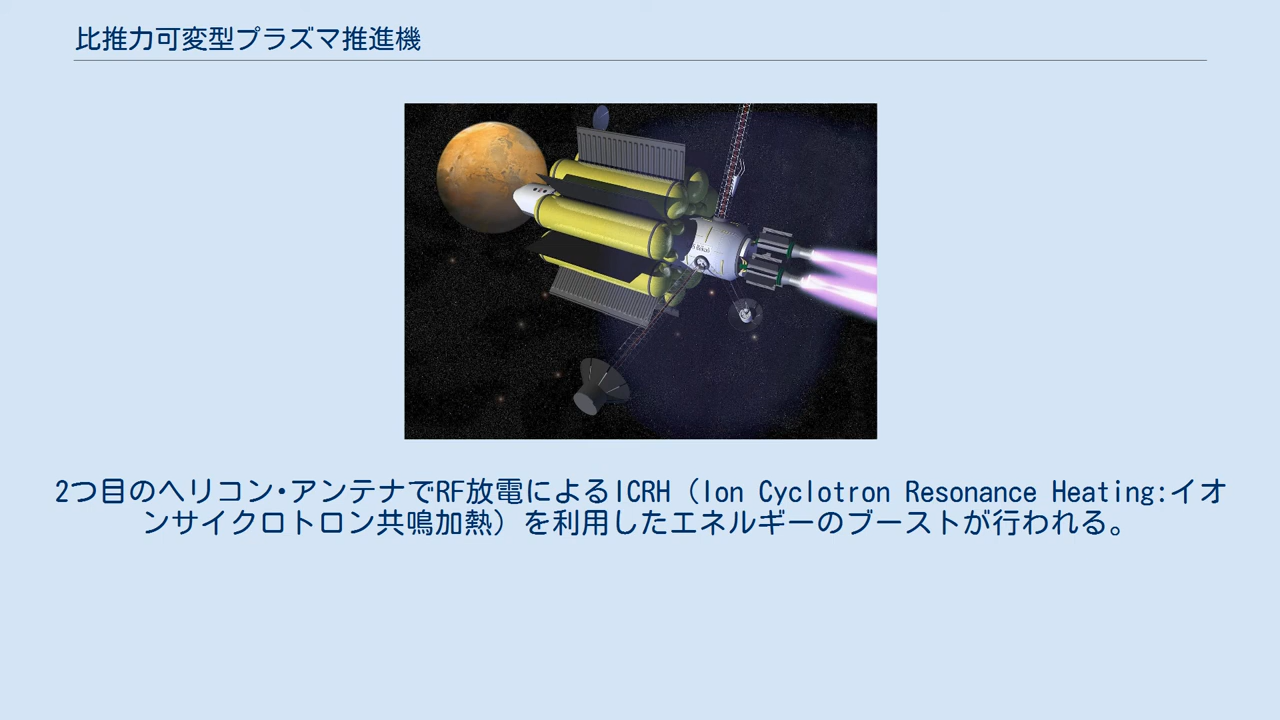 比推力可変型プラズマ推進機
2つ目のヘリコン・アンテナでRF放電によるICRH（Ion Cyclotron Resonance Heating:イオ
ンサイクロトロン共鳴加熱）を利用したエネルギーのブーストが行われる。